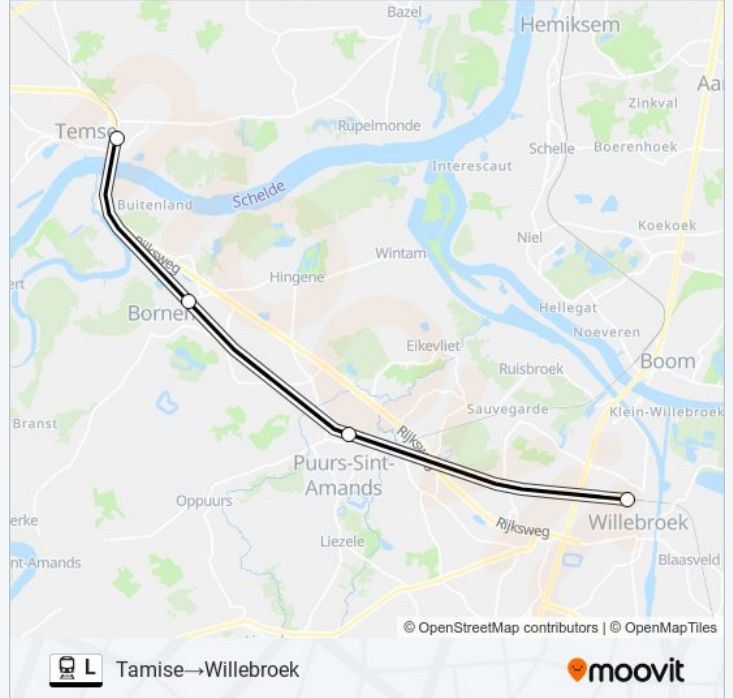 Bazel
Hemiksem
Aa
Zinkval
Temse
Rupelmonde
Schelle
Boerenhoek
Interescaut
Schelde
Buitenland
Koekoek
Niel
rijksweg
Wintam
ert
Hingene
Hellegat
Bornem
Noeveren
Eikevliet
Boom
Ruisbroek
Sauvegarde
Klein-Willebroek
Branst
Rijksweg
Puurs-Sint-
Amands
Oppuurs
Willebroek
erke
Rijksweg
Liezele
nt-Amands
Blaasveld
© OpenStreetMap contributors | © OpenMapTiles
L Tamise→Willebroek
moovit